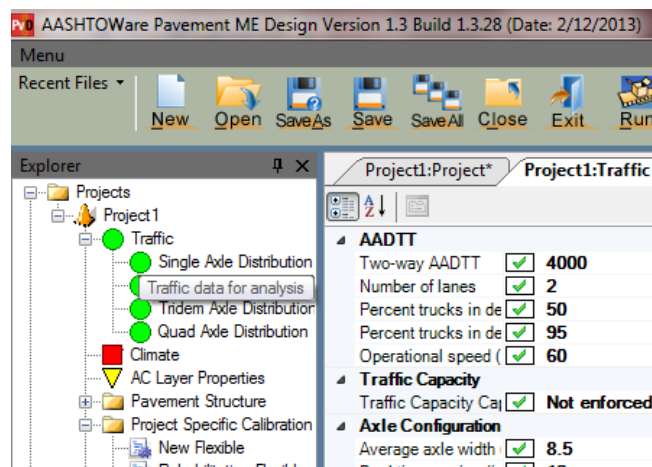 AASHTOWare Pavement ME Design Version 1.3 Build 1.3.28 (Date: 2/12/2013)
Menu
Recent Files
New Open SaveAs Save SaveAll Close Exit Run
Explorer
Project1:Project* Project1:Traffic
Projects
Project1
Traffic
Single Axle Distribution
Traffic data for analysis
Tridem Axle Distribution
Quad Axle Distribution
Climate
AC Layer Properties
Pavement Structure
Project Specific Calibration
New Flexible
AADTT
Two-way AADTT 4000
Number of lanes 2
Percent trucks in de 50
Percent trucks in de 95
Operational speed ( 60
Traffic Capacity
Traffic Capacity Ca Not enforced
Axle Configuration
Average axle width 8.5